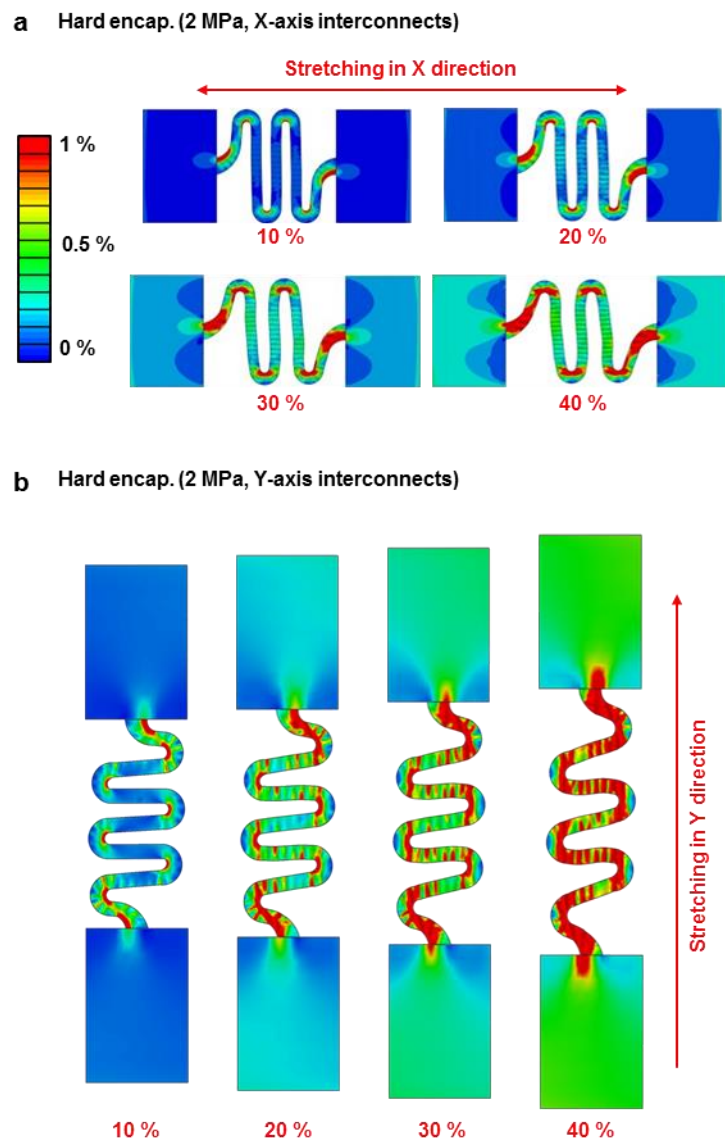 a Hard encap. (2 MPa, X-axis interconnects)
Stretching in X direction
1 %
0.5 %
0 %
10 %
20 %
30 %
40 %
b Hard encap. (2 MPa, Y-axis interconnects)
Stretching in Y direction
10 %
20 %
30 %
40 %